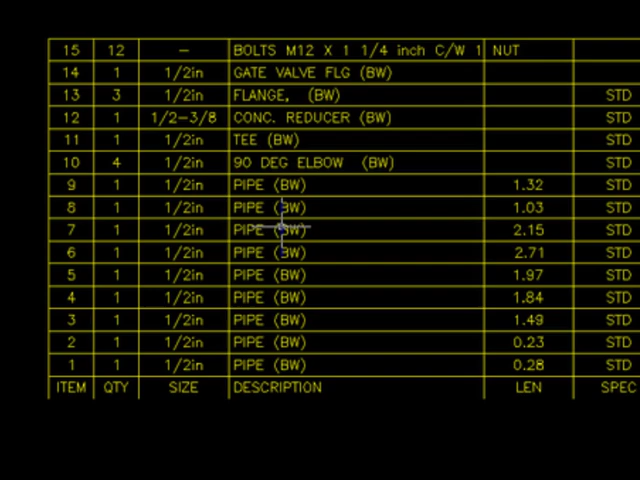 15 12 - BOLTS M12 X 1 1/4 inch C/W 1 NUT
14 1 1/2in GATE VALVE FLG (BW)
13 3 1/2in FLANGE, (BW) STD
12 1 1/2-3/8 CONC. REDUCER (BW) STD
11 1 1/2in TEE (BW) STD
10 4 1/2in 90 DEG ELBOW (BW) STD
9 1 1/2in PIPE (BW) 1.32 STD
8 1 1/2in PIPE (BW) 1.03 STD
7 1 1/2in PIPE (BW) 2.15 STD
6 1 1/2in PIPE (BW) 2.71 STD
5 1 1/2in PIPE (BW) 1.97 STD
4 1 1/2in PIPE (BW) 1.84 STD
3 1 1/2in PIPE (BW) 1.49 STD
2 1 1/2in PIPE (BW) 0.23 STD
1 1 1/2in PIPE (BW) 0.28 STD
ITEM QTY SIZE DESCRIPTION LEN SPEC